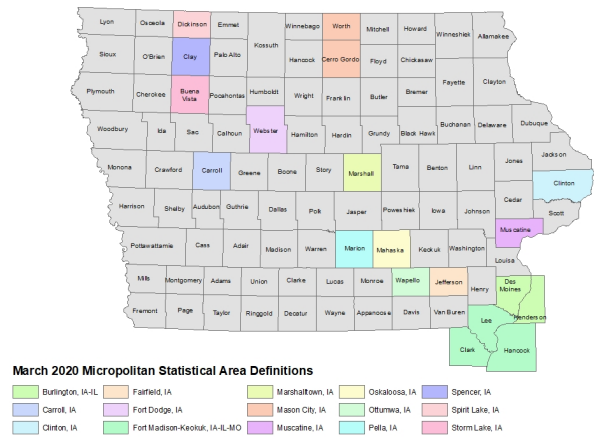 Lyon Osceola Dickinson Emmet Winnebago Worth Mitchell Howard Winneshiek Allamakee
Kossuth
Sioux O'Brien Clay Palo Alto Hancock Cerro Gordo Floyd Chickasaw
Plymouth Cherokee Buena Vista Pocahontas Humboldt Wright Franklin Butler Bremer Fayette Clayton
Woodbury Ida Sac Calhoun Webster Hamilton Hardin Grundy Black Hawk Buchanan Delaware Dubuque
Monona Crawford Carroll Greene Boone Story Marshall Tama Benton Linn Jones Jackson
Clinton
Harrison Shelby Audubon Guthrie Dallas Polk Jasper Poweshiek Iowa Johnson Cedar Scott
Muscatine
Pottawattamie Cass Adair Madison Warren Marion Mahaska Keokuk Washington Louisa
Mills Montgomery Adams Union Clarke Lucas Monroe Wapello Jefferson Henry Des Moines
Fremont Page Taylor Ringgold Decatur Wayne Appanoose Davis Van Buren Lee Henderson
Clark Hancock
March 2020 Micropolitan Statistical Area Definitions
Burlington, IA-IL Fairfield, IA Marshalltown, IA Oskaloosa, IA Spencer, IA
Carroll, IA Fort Dodge, IA Mason City, IA Ottumwa, IA Spirit Lake, IA
Clinton, IA Fort Madison-Keokuk, IA-IL-MO Muscatine, IA Pella, IA Storm Lake, IA